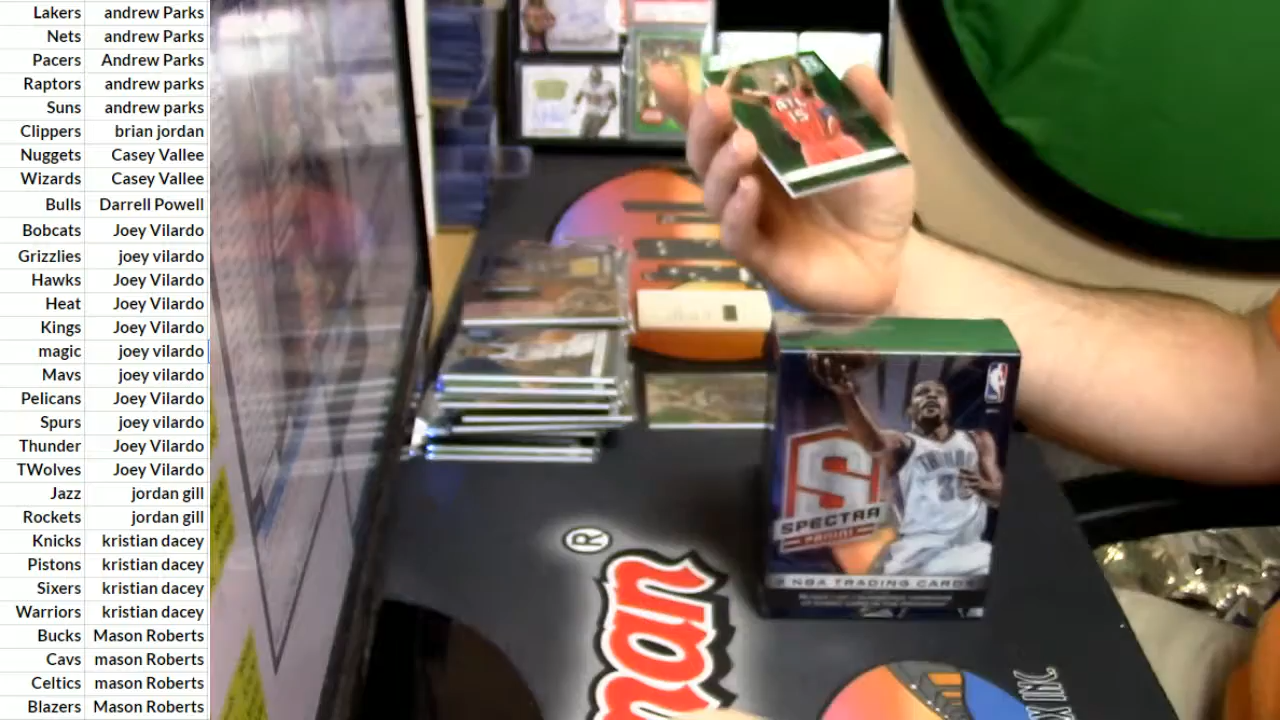 Lakers andrew Parks
Nets andrew Parks
Pacers Andrew Parks
Raptors andrew Parks
Suns andrew parks
Clippers brian jordan
Nuggets Casey Vallee
Wizards Casey Vallee
Bulls Darrell Powell
Bobcats Joey Vilardo
Grizzlies joey vilardo
Hawks Joey Vilardo
Heat Joey Vilardo
Kings Joey Vilardo
magic joey vilardo
Mavs joey vilardo
Pelicans Joey Vilardo
Spurs joey vilardo
Thunder Joey Vilardo
TWolves Joey Vilardo
Jazz jordan gill
Rockets jordan gill
Knicks kristian dacey
Pistons kristian dacey
Sixers kristian dacey
Warriors kristian dacey
Bucks Mason Roberts
Cavs mason Roberts
Celtics mason Roberts
Blazers Mason Roberts
ATL
15
S
SPECTRA
PANINI
NBA TRADING CARDS
35
®
man
INC